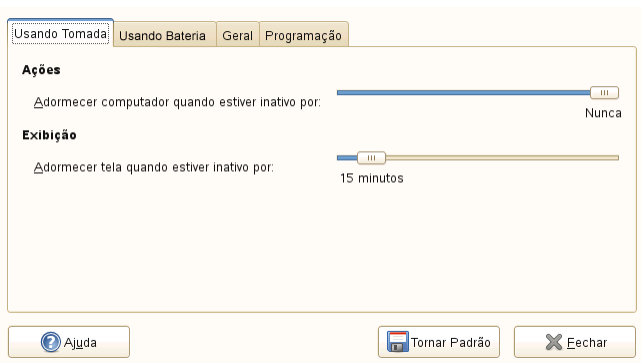 Usando Tomada Usando Bateria Geral Programação
Ações
Adormecer computador quando estiver inativo por:
Nunca
Exibição
Adormecer tela quando estiver inativo por:
15 minutos
Ajuda Tornar Padrão Fechar